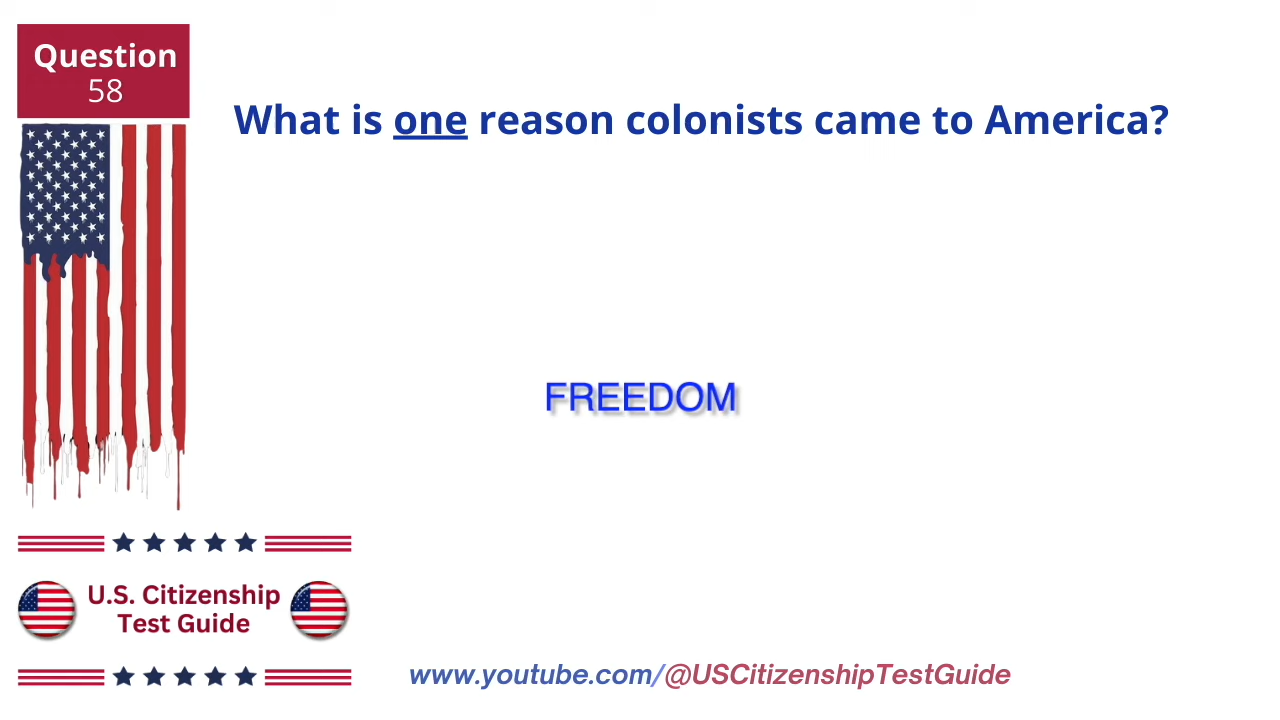 Question
58
What is one reason colonists came to America?
FREEDOM
U.S. Citizenship
Test Guide
www.youtube.com/@USCitizenshipTestGuide